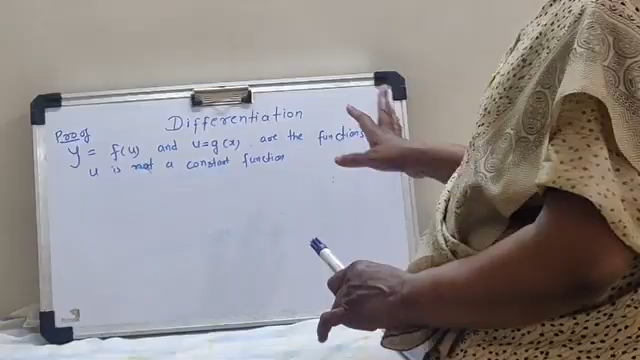 Differentiation
Proof
y = f(u) and u=g(x) are the functions
u is not a constant function